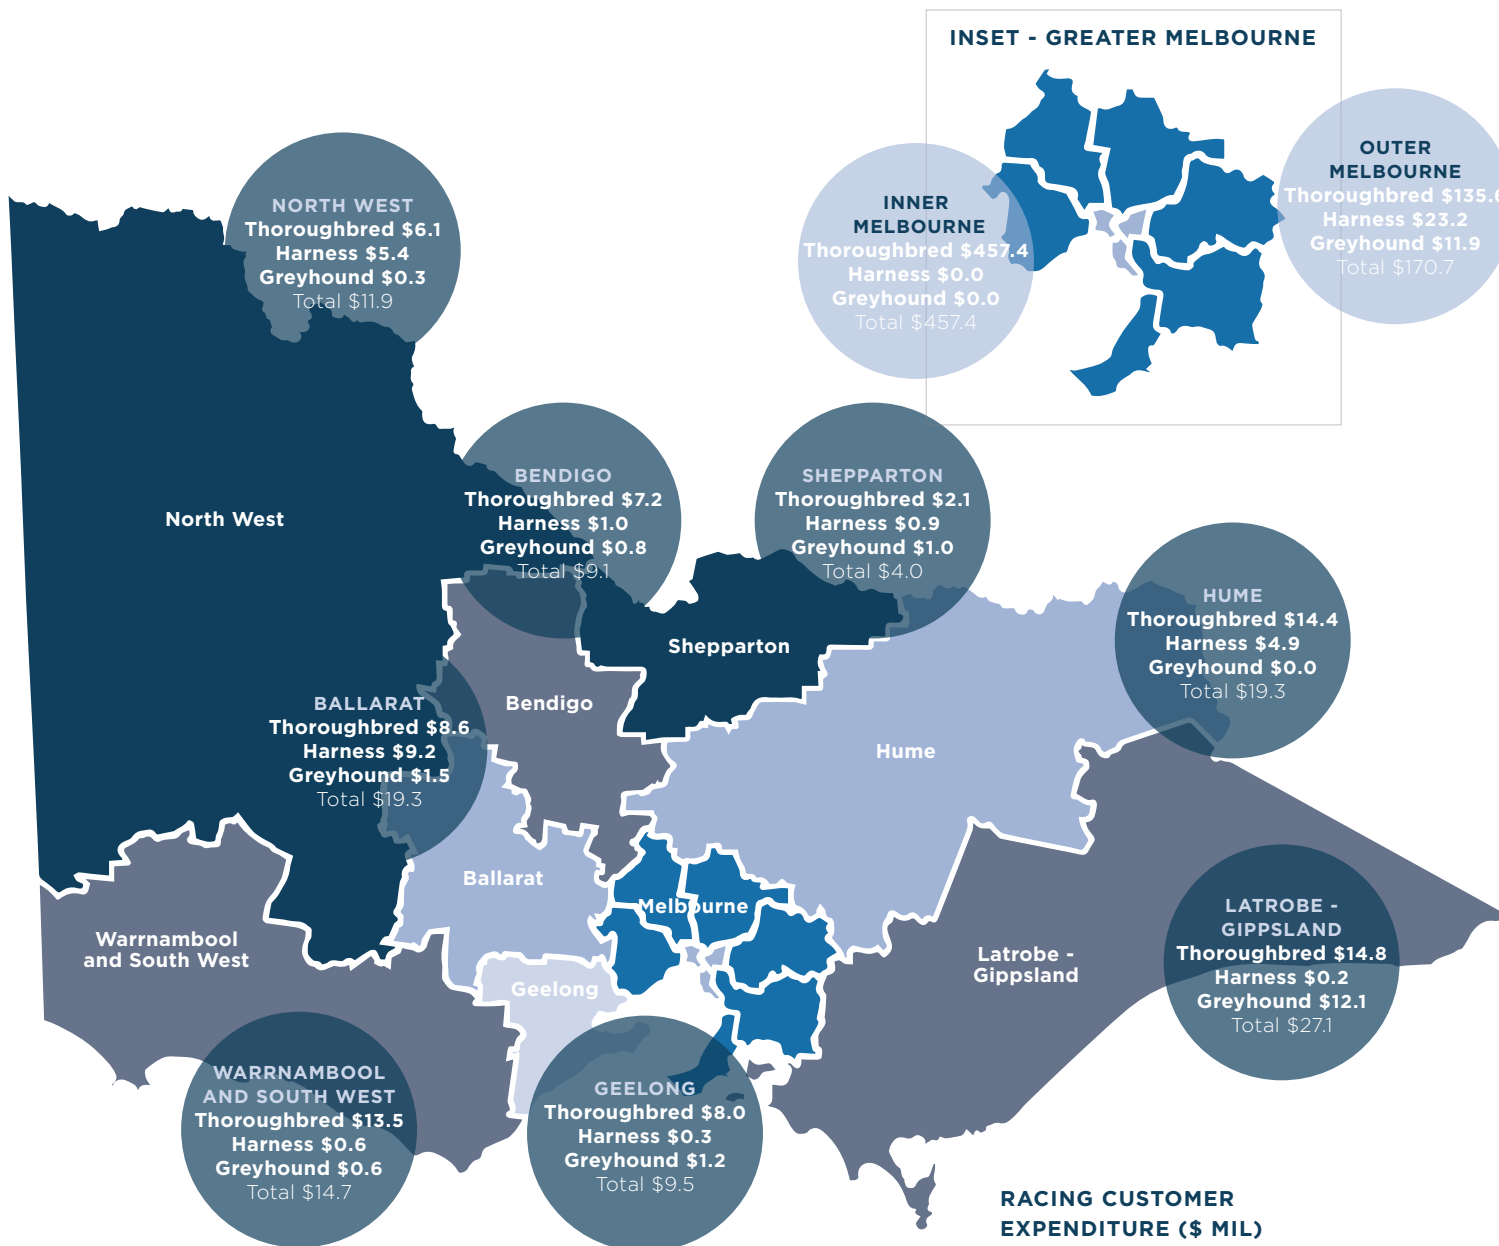 INSET - GREATER MELBOURNE
OUTER
MELBOURNE
Thoroughbred $135.6
Harness $23.2
Greyhound $11.9
Total $170.7
INNER
MELBOURNE
Thoroughbred $457.4
Harness $0.0
Greyhound $0.0
Total $457.4
NORTH WEST
Thoroughbred $6.1
Harness $5.4
Greyhound $0.3
Total $11.9
North West
BENDIGO
Thoroughbred $7.2
Harness $1.0
Greyhound $0.8
Total $9.1
SHEPPARTON
Thoroughbred $2.1
Harness $0.9
Greyhound $1.0
Total $4.0
HUME
Thoroughbred $14.4
Harness $4.9
Greyhound $0.0
Total $19.3
Shepparton
Bendigo
Hume
BALLARAT
Thoroughbred $8.6
Harness $9.2
Greyhound $1.5
Total $19.3
Ballarat
Melbourne
Warrnambool
and South West
Geelong
Latrobe -
Gippsland
LATROBE -
GIPPSLAND
Thoroughbred $14.8
Harness $0.2
Greyhound $12.1
Total $27.1
WARRNAMBOOL
AND SOUTH WEST
Thoroughbred $13.5
Harness $0.6
Greyhound $0.6
Total $14.7
GEELONG
Thoroughbred $8.0
Harness $0.3
Greyhound $1.2
Total $9.5
RACING CUSTOMER
EXPENDITURE ($ MIL)